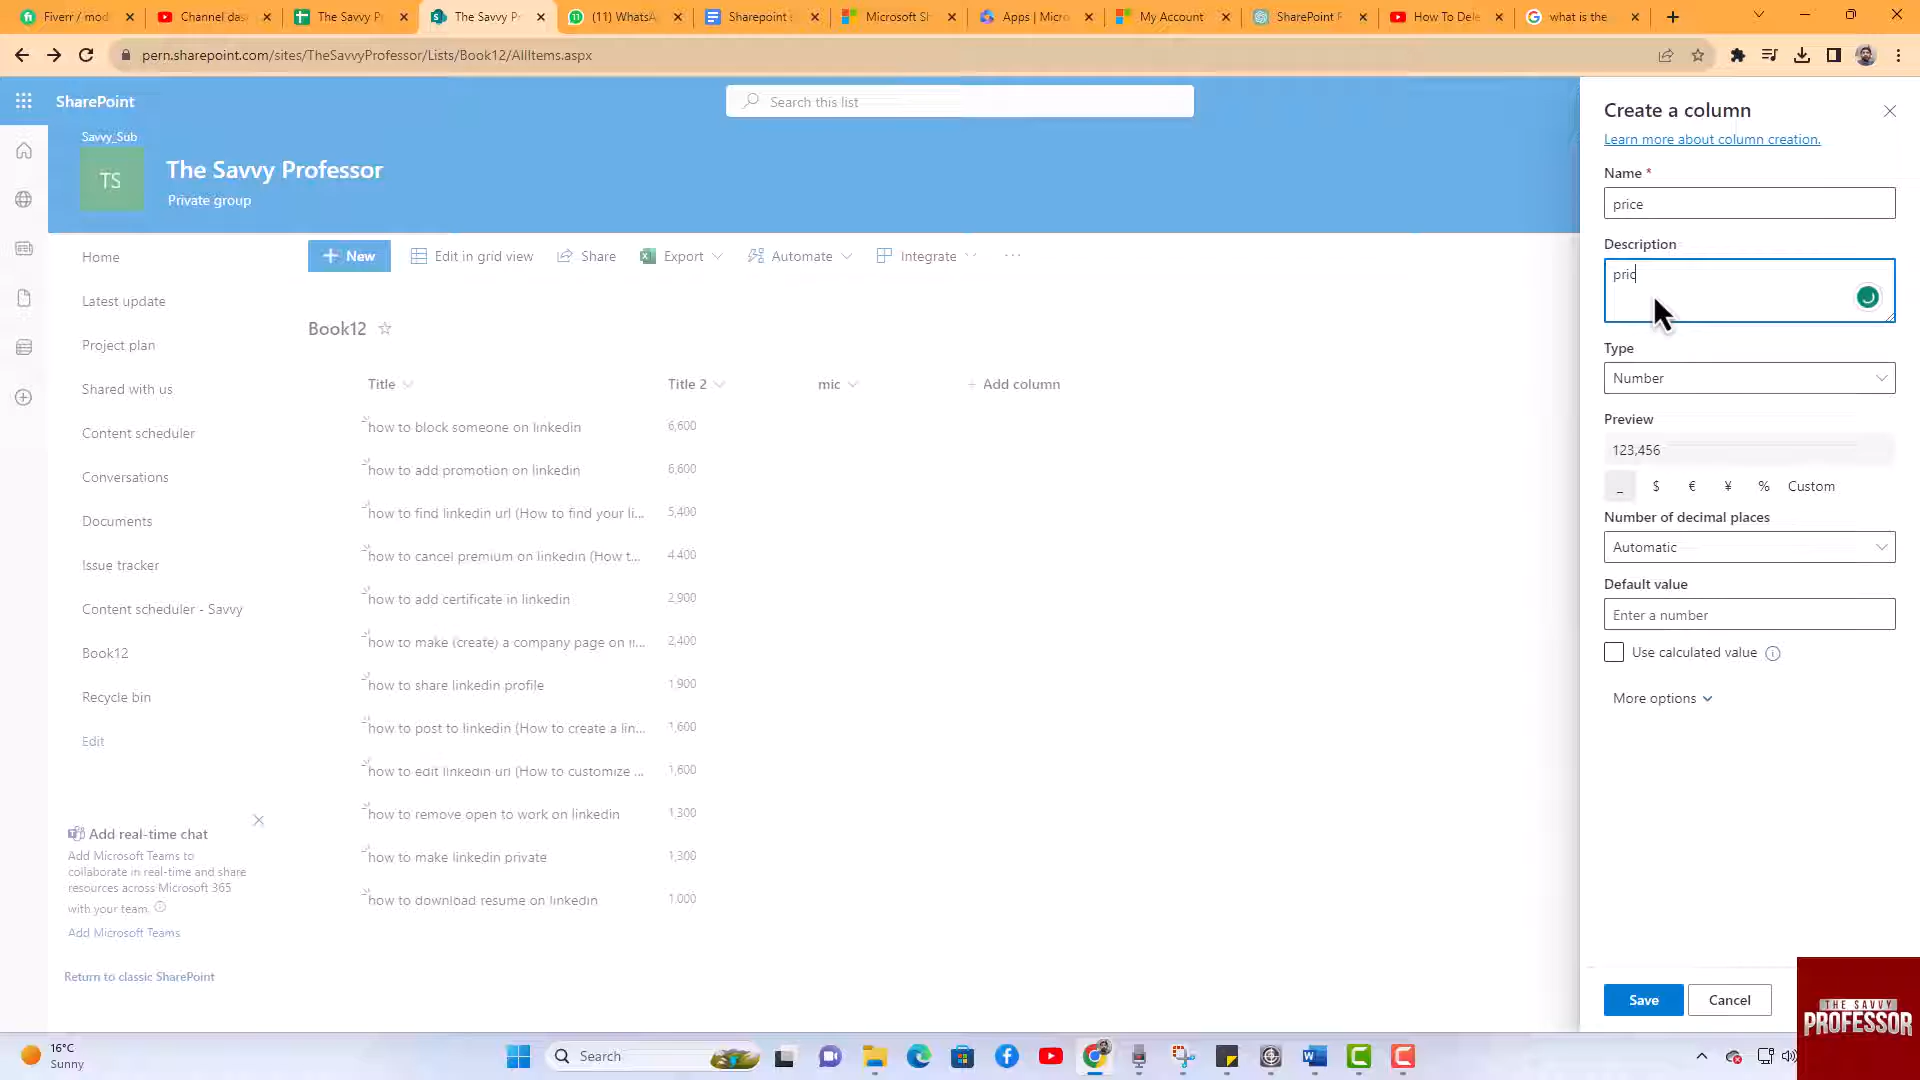 Fiverr / mod
Channel das
The Savvy P
The Savvy P
(11) WhatsA
Sharepoint
Microsoft Sh
Apps | Micro
My Account
SharePoint F
How To Dele
what is the
pern.sharepoint.com/sites/TheSavvyProfessor/Lists/Book12/AllItems.aspx
SharePoint
Search this list
Savvy_Sub
TS
The Savvy Professor
Private group
Home
Latest update
Project plan
Shared with us
Content scheduler
Conversations
Documents
Issue tracker
Content scheduler - Savvy
Book12
Recycle bin
Edit
Add real-time chat
Add Microsoft Teams to
collaborate in real-time and share
resources across Microsoft 365
with your team.
Add Microsoft Teams
Return to classic SharePoint
+ New
Edit in grid view
Share
Export
Automate
Integrate
...
Book12
Title
Title 2
mic
+ Add column
how to block someone on linkedin 6,600
how to add promotion on linkedin 6,600
how to find linkedin url (How to find your li... 5,400
how to cancel premium on linkedin (How t... 4,400
how to add certificate in linkedin 2,900
how to make (create) a company page on li... 2,400
how to share linkedin profile 1,900
how to post to linkedin (How to create a lin... 1,600
how to edit linkedin url (How to customize ... 1,600
how to remove open to work on linkedin 1,300
how to make linkedin private 1,300
how to download resume on linkedin 1,000
Create a column
Learn more about column creation.
Name *
price
Description
pric
Type
Number
Preview
123,456
_ $ € ¥ % Custom
Number of decimal places
Automatic
Default value
Enter a number
Use calculated value
More options
Save
Cancel
THE SAVVY
PROFESSOR
16°C
Sunny
Search